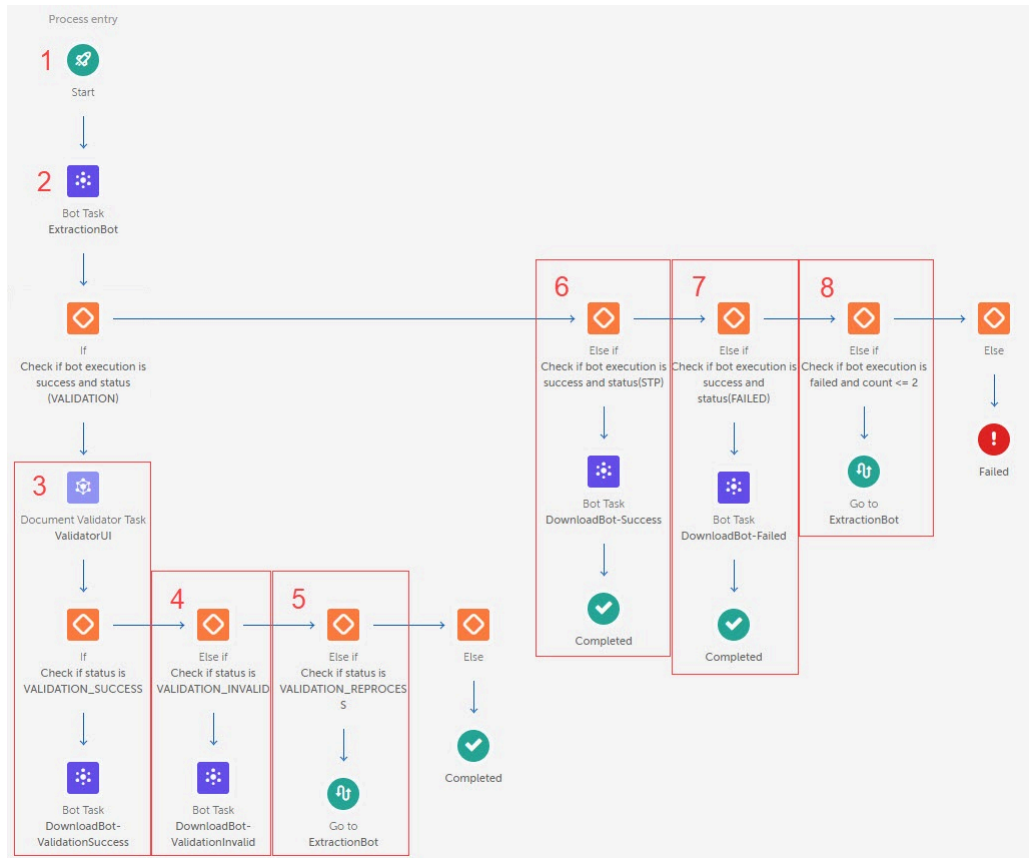 Process entry
1
Start
2
Bot Task
ExtractionBot
If
Check if bot execution is
success and status
(VALIDATION)
6
Else if
Check if bot execution is
success and status(STP)
Bot Task
DownloadBot-Success
Completed
7
Else if
Check if bot execution is
success and
status(FAILED)
Bot Task
DownloadBot-Failed
Completed
8
Else if
Check if bot execution is
failed and count <= 2
Go to
ExtractionBot
Else
!
Failed
3
Document Validator Task
ValidatorUI
If
Check if status is
VALIDATION_SUCCESS
Bot Task
DownloadBot-
ValidationSuccess
4
Else if
Check if status is
VALIDATION_INVALID
Bot Task
DownloadBot-
ValidationInvalid
5
Else if
Check if status is
VALIDATION_REPROCES
S
Go to
ExtractionBot
Else
Completed